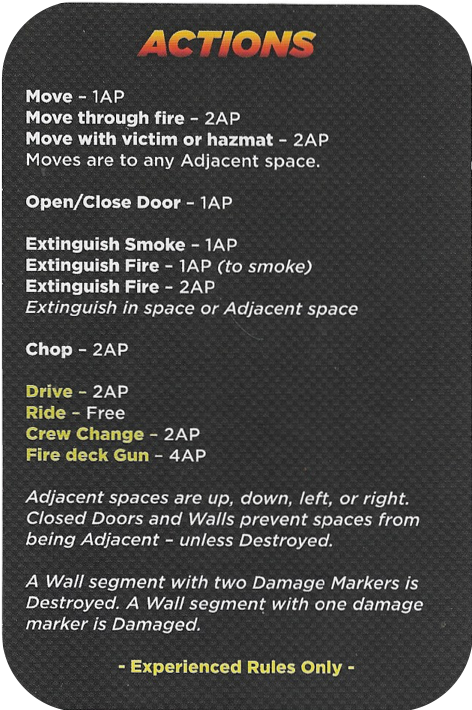 ACTIONS
Move – 1AP
Move through fire – 2AP
Move with victim or hazmat – 2AP
Moves are to any Adjacent space.
Open/Close Door – 1AP
Extinguish Smoke – 1AP
Extinguish Fire – 1AP (to smoke)
Extinguish Fire – 2AP
Extinguish in space or Adjacent space
Chop – 2AP
Drive – 2AP
Ride – Free
Crew Change – 2AP
Fire deck Gun – 4AP
Adjacent spaces are up, down, left, or right.
Closed Doors and Walls prevent spaces from
being Adjacent – unless Destroyed.
A Wall segment with two Damage Markers is
Destroyed. A Wall segment with one damage
marker is Damaged.
- Experienced Rules Only -